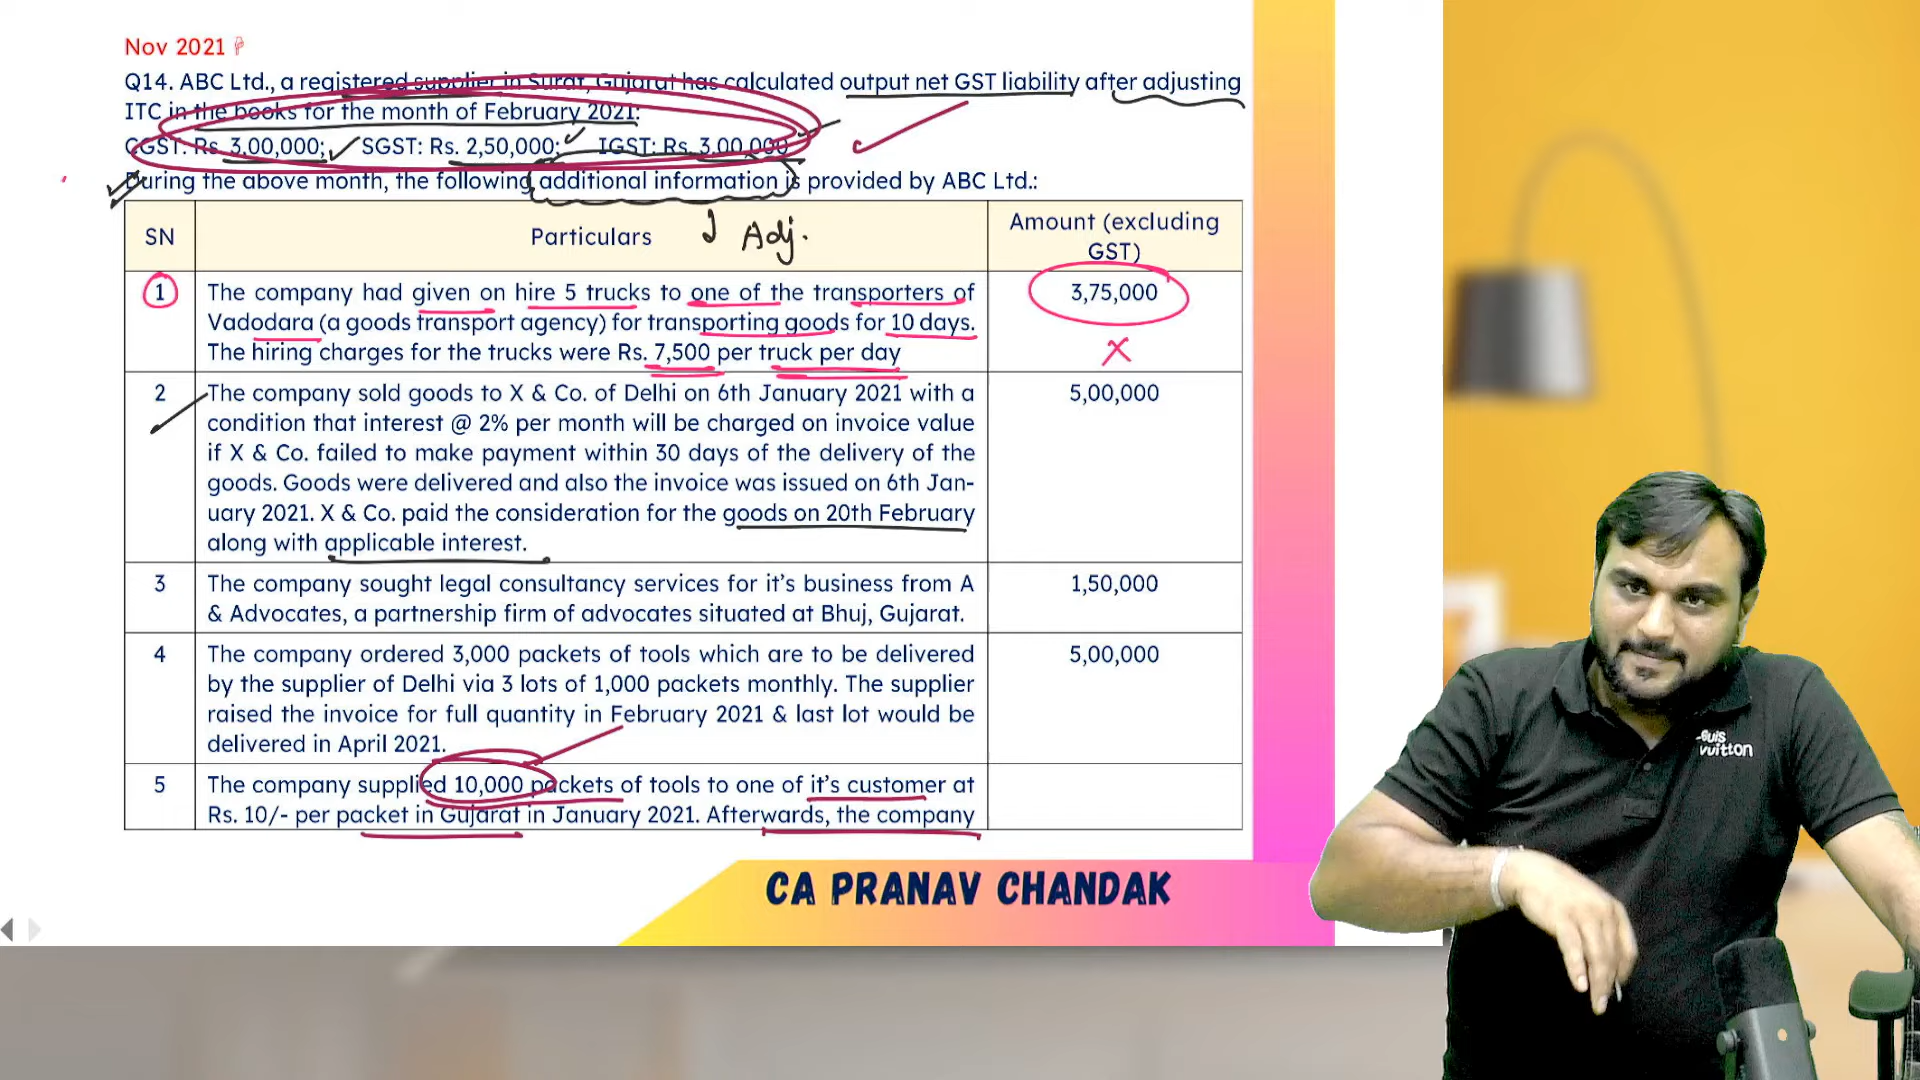 Nov 2021
Q14. ABC Ltd., a registered supplier in Surat, Gujarat has calculated output net GST liability after adjusting
ITC in the books for the month of February 2021:
CGST: Rs. 3,00,000; SGST: Rs. 2,50,000; IGST: Rs. 3,00,000
During the above month, the following additional information is provided by ABC Ltd.:
SN
Particulars
Adj.
Amount (excluding
GST)
1
The company had given on hire 5 trucks to one of the transporters of
Vadodara (a goods transport agency) for transporting goods for 10 days.
The hiring charges for the trucks were Rs. 7,500 per truck per day
3,75,000
X
2
The company sold goods to X & Co. of Delhi on 6th January 2021 with a
condition that interest @ 2% per month will be charged on invoice value
if X & Co. failed to make payment within 30 days of the delivery of the
goods. Goods were delivered and also the invoice was issued on 6th Jan-
uary 2021. X & Co. paid the consideration for the goods on 20th February
along with applicable interest.
5,00,000
3
The company sought legal consultancy services for it's business from A
& Advocates, a partnership firm of advocates situated at Bhuj, Gujarat.
1,50,000
4
The company ordered 3,000 packets of tools which are to be delivered
by the supplier of Delhi via 3 lots of 1,000 packets monthly. The supplier
raised the invoice for full quantity in February 2021 & last lot would be
delivered in April 2021.
5,00,000
5
The company supplied 10,000 packets of tools to one of it's customer at
Rs. 10/- per packet in Gujarat in January 2021. Afterwards, the company
CA PRANAV CHANDAK
vuitton